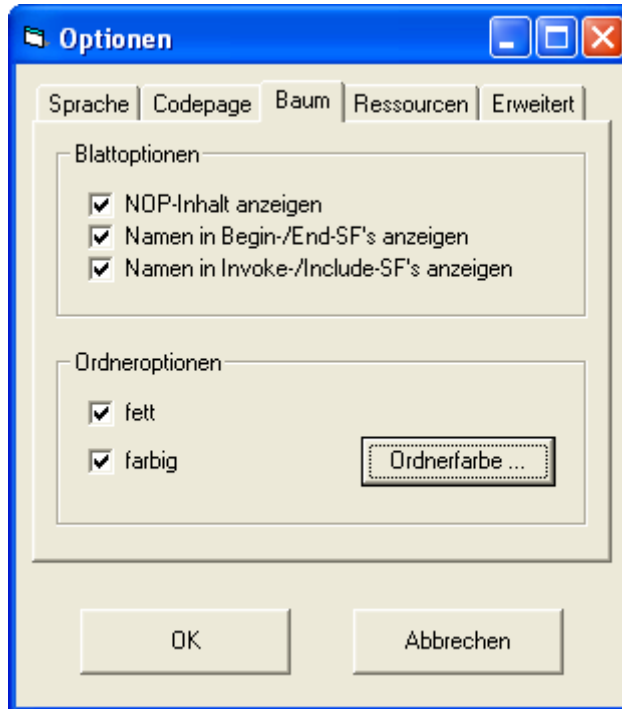 Optionen
Sprache Codepage Baum Ressourcen Erweitert
Blattoptionen
NOP-Inhalt anzeigen
Namen in Begin-/End-SF's anzeigen
Namen in Invoke-/Include-SF's anzeigen
Ordneroptionen
fett
farbig Ordnerfarbe ...
OK Abbrechen